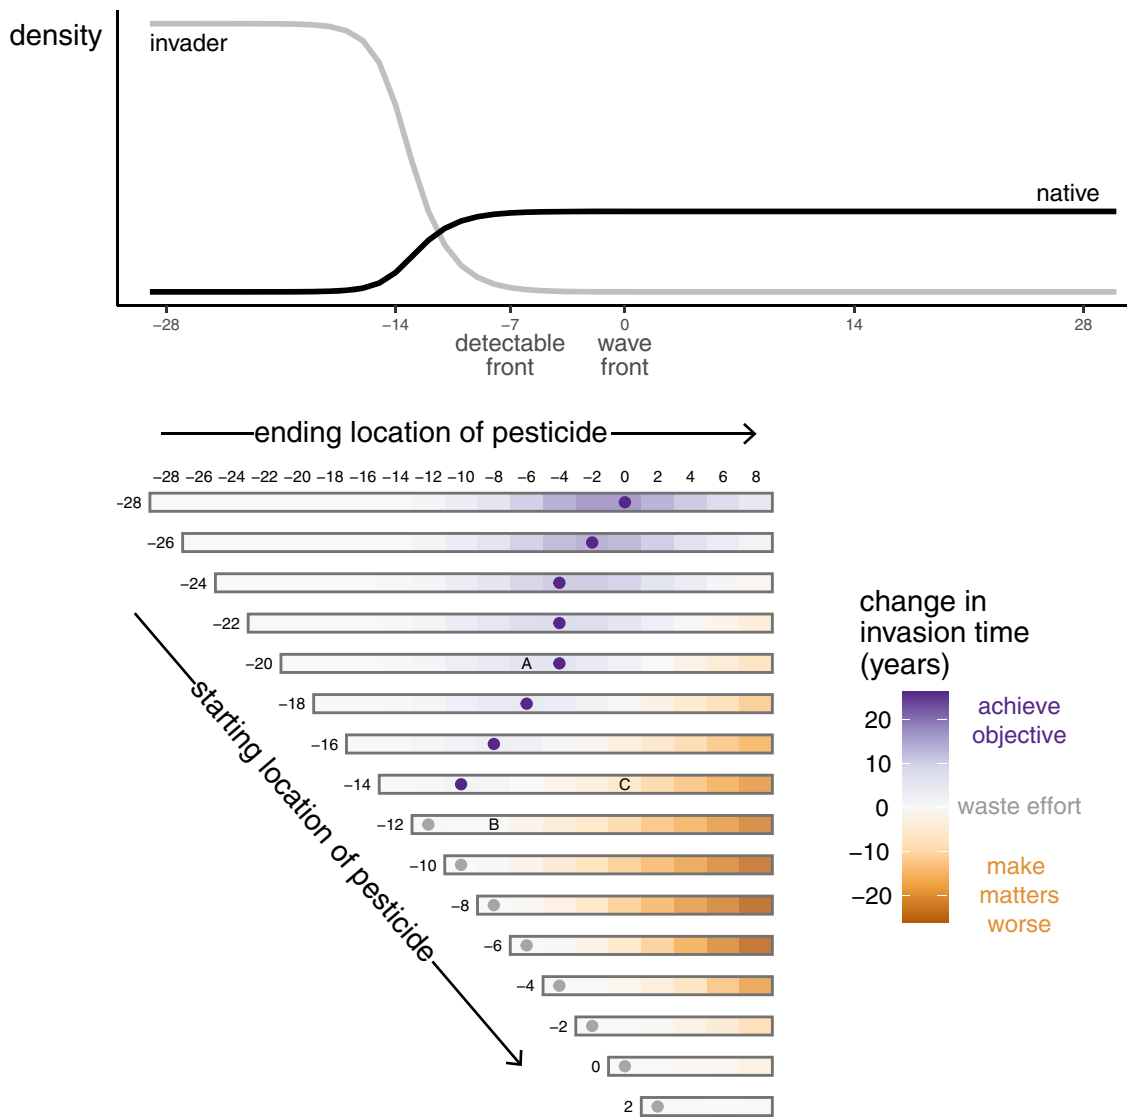 density
invader
native
−28 −14 −7 0 14 28
detectable wave
front front
ending location of pesticide
−28 −26 −24 −22 −20 −18 −16 −14 −12 −10 −8 −6 −4 −2 0 2 4 6 8
−28
−26
−24
−22
−20 A
−18
−16
−14 C
−12 B
−10
−8
−6
−4
−2
0
2
starting location of pesticide
change in
invasion time
(years)
20
10
0
−10
−20
achieve
objective
waste effort
make
matters
worse